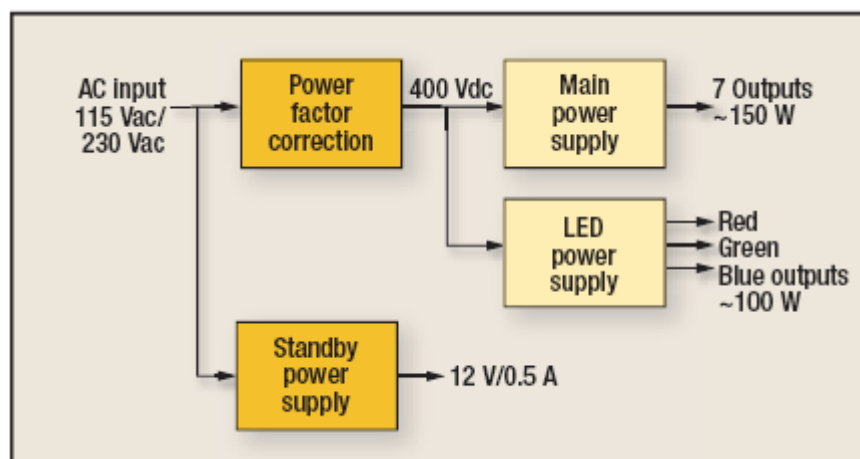 AC input
115 Vac/
230 Vac
Power
factor
correction
400 Vdc
Main
power
supply
7 Outputs
~150 W
LED
power
supply
Red
Green
Blue outputs
~100 W
Standby
power
supply
12 V/0.5 A